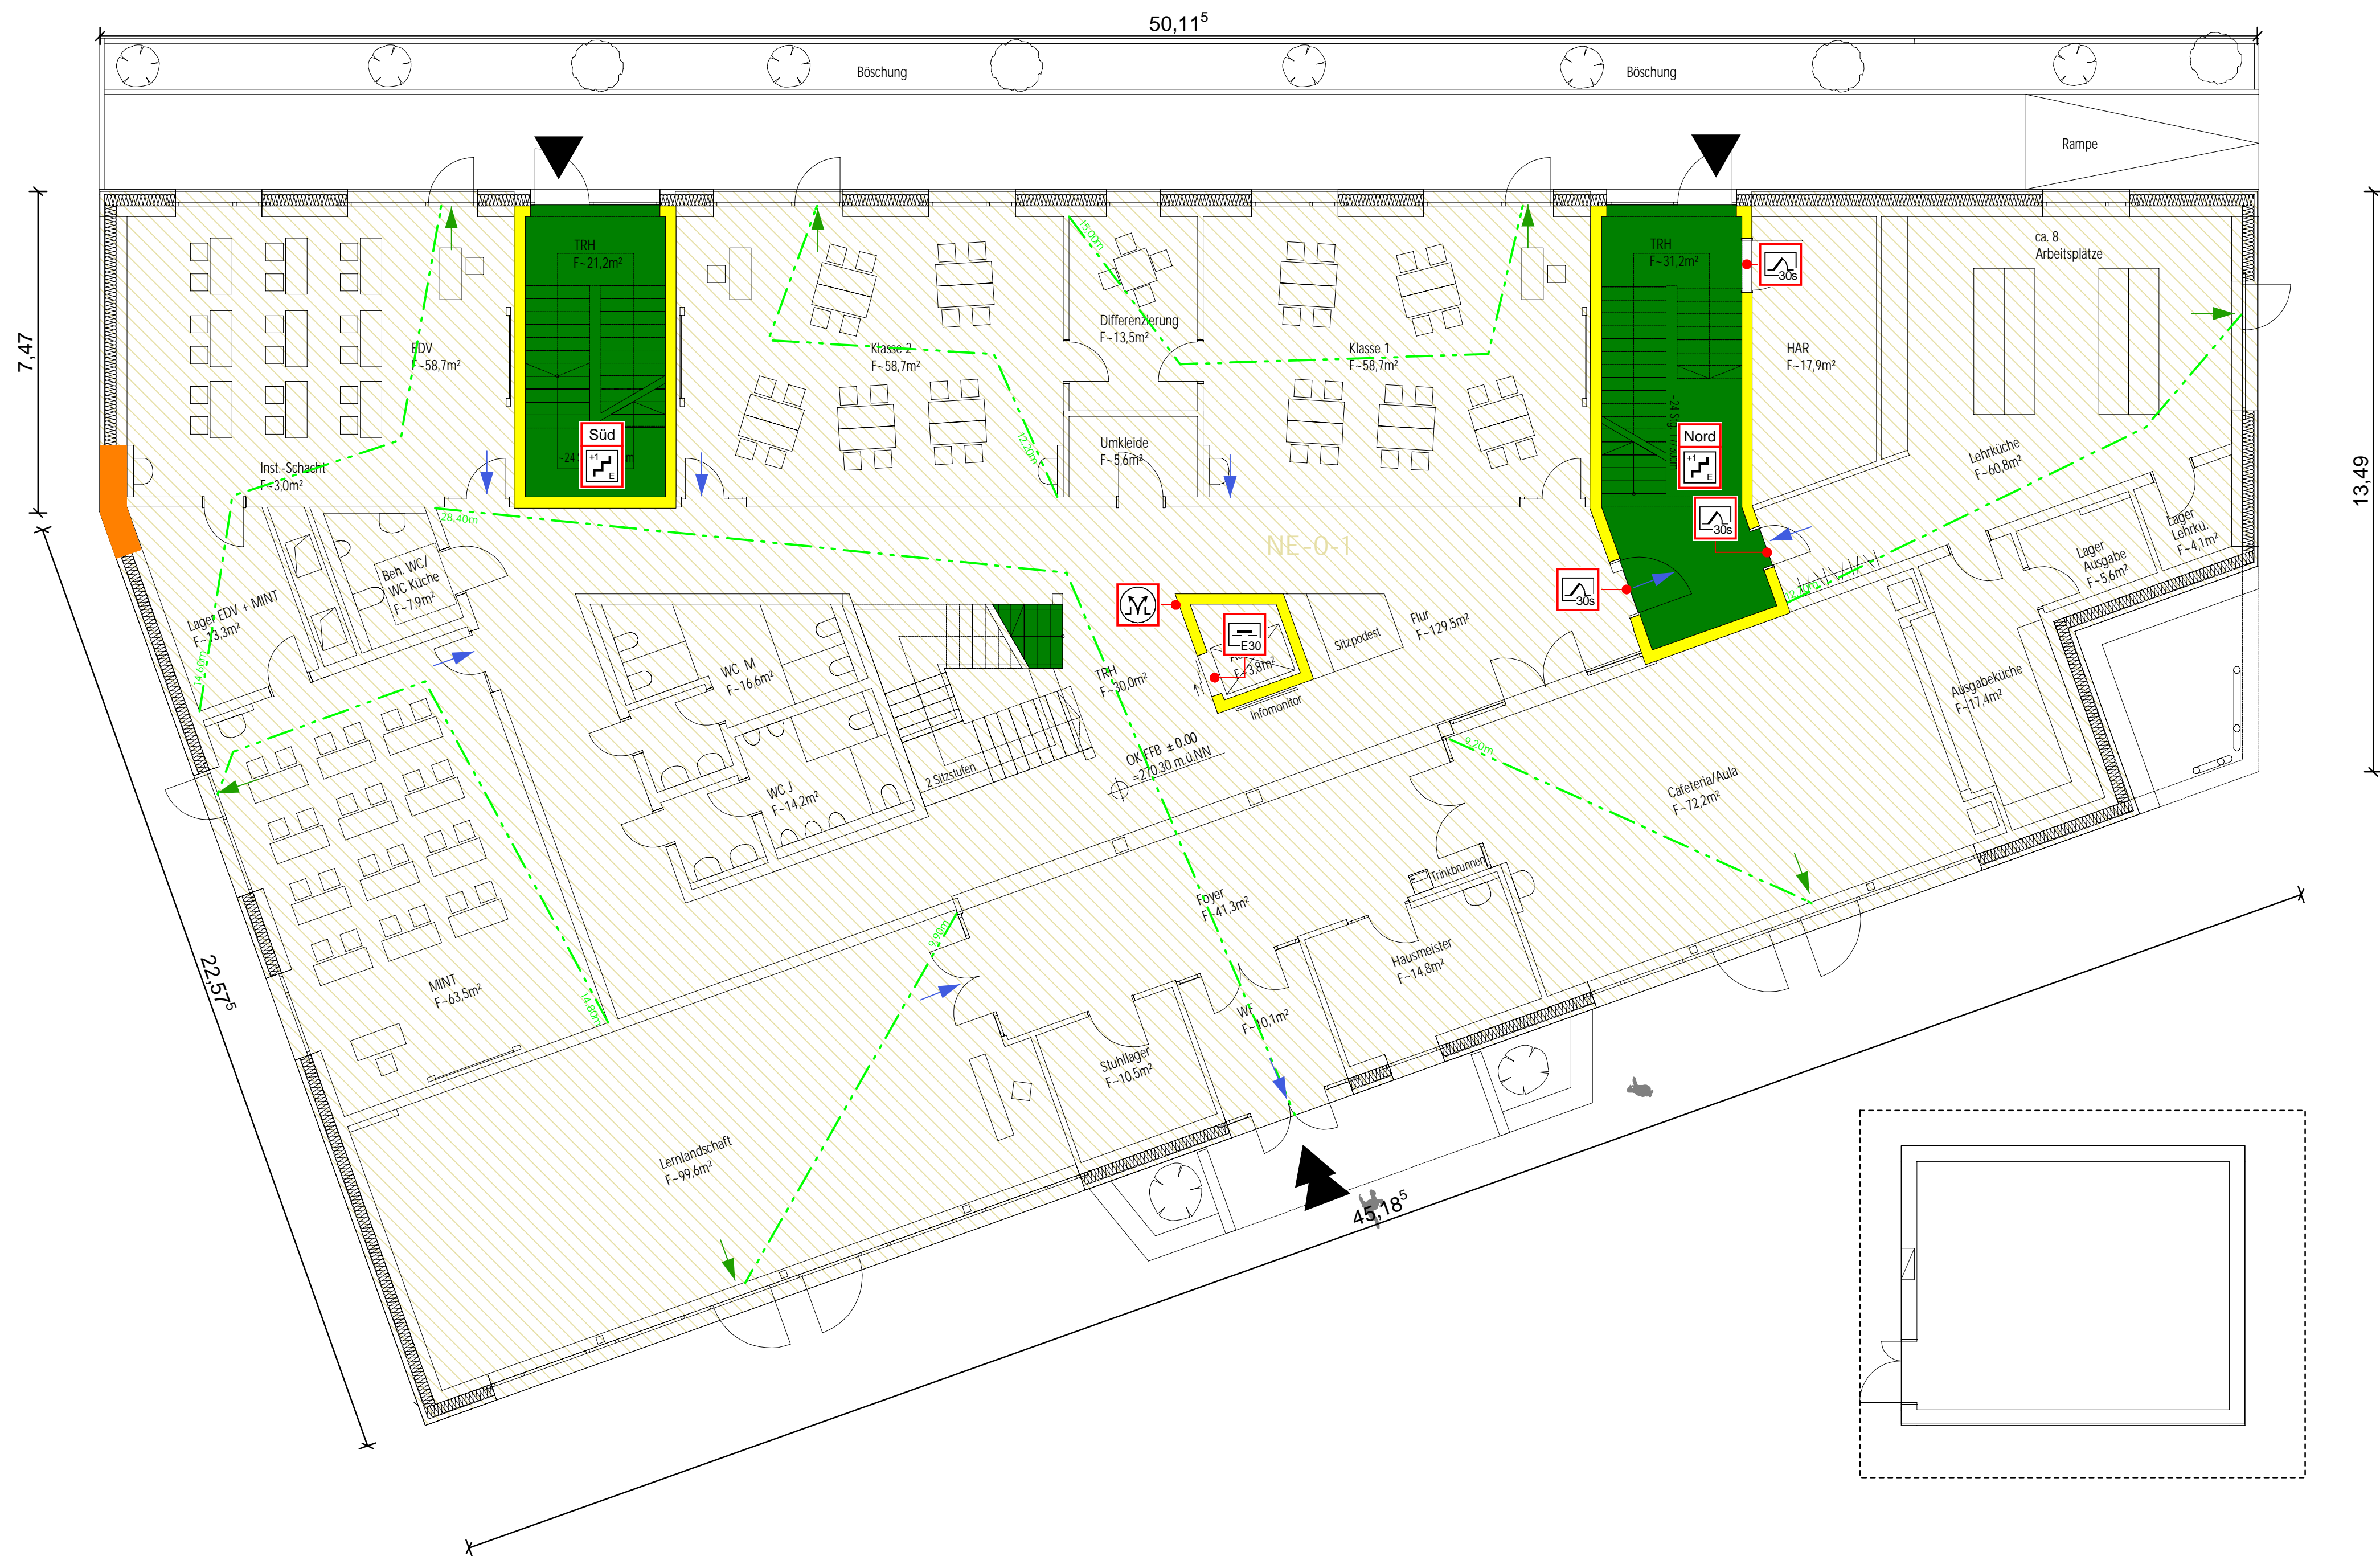 50,11⁵
Böschung
Böschung
Rampe
7,47
13,49
22,57⁵
45,18⁵
TRH
F~21,2m²
TRH
F~31,2m²
30s
ca. 8
Arbeitsplätze
15.00m
EDV
F~58,7m²
Klasse 2
F~58,7m²
Differenzierung
F~13,5m²
Klasse 1
F~58,7m²
HAR
F~17,9m²
Süd
+1
E
Nord
+1
E
12.20m
Umkleide
F~5,6m²
Inst.-Schacht
F~3,0m²
Lehrküche
F~60,8m²
28.40m
NE-0-1
30s
30s
Lager
Lehrkü.
F~4,1m²
Lager
Ausgabe
F~5,6m²
Beh. WC/
WC Küche
F~7,9m²
Lager EDV + MINT
F~13,3m²
14.60m
E30
F~3,8m²
Sitzpodest
Flur
F~129,5m²
Infomonitor
TRH
F~30,0m²
WC M
F~16,6m²
WC J
F~14,2m²
2 Sitzstufen
OK FFB ±0.00
=270.30 m.ü.NN
9.20m
Ausgabeküche
F~17,4m²
Cafeteria/Aula
F~72,2m²
Trinkbrunnen
Foyer
F~41,3m²
9.90m
Hausmeister
F~14,8m²
MINT
F~63,5m²
14.80m
WF
F~10,1m²
Stuhllager
F~10,5m²
Lernlandschaft
F~99,6m²